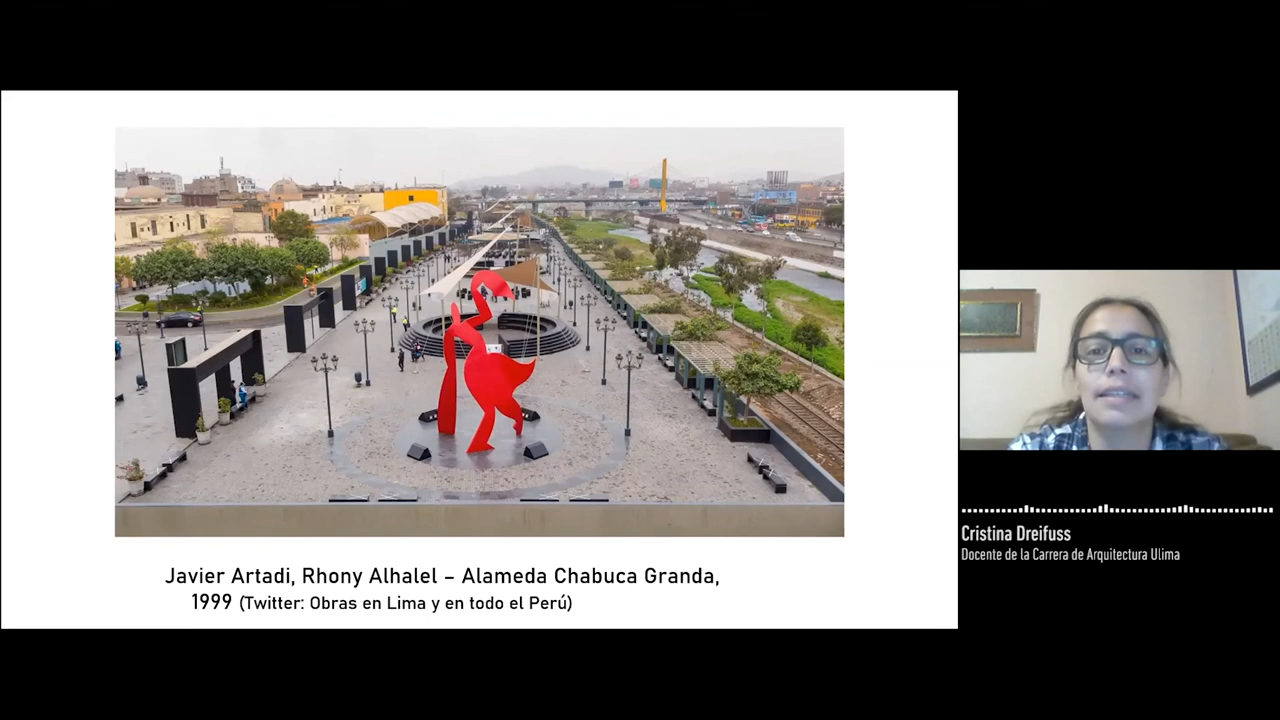 Javier Artadi, Rhony Alhalel – Alameda Chabuca Granda,
1999 (Twitter: Obras en Lima y en todo el Perú)
Cristina Dreifuss
Docente de la Carrera de Arquitectura Ulima